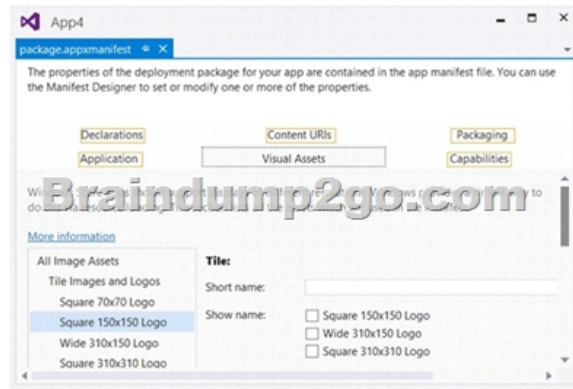 App4
package.appxmanifest
The properties of the deployment package for your app are contained in the app manifest file. You can use
the Manifest Designer to set or modify one or more of the properties.
Declarations Content URIs Packaging
Application Visual Assets Capabilities
Braindump2go.com
More information
All Image Assets
Tile Images and Logos
Square 70x70 Logo
Square 150x150 Logo
Wide 310x150 Logo
Square 310x310 Logo
Tile:
Short name:
Show name:
Square 150x150 Logo
Wide 310x150 Logo
Square 310x310 Logo